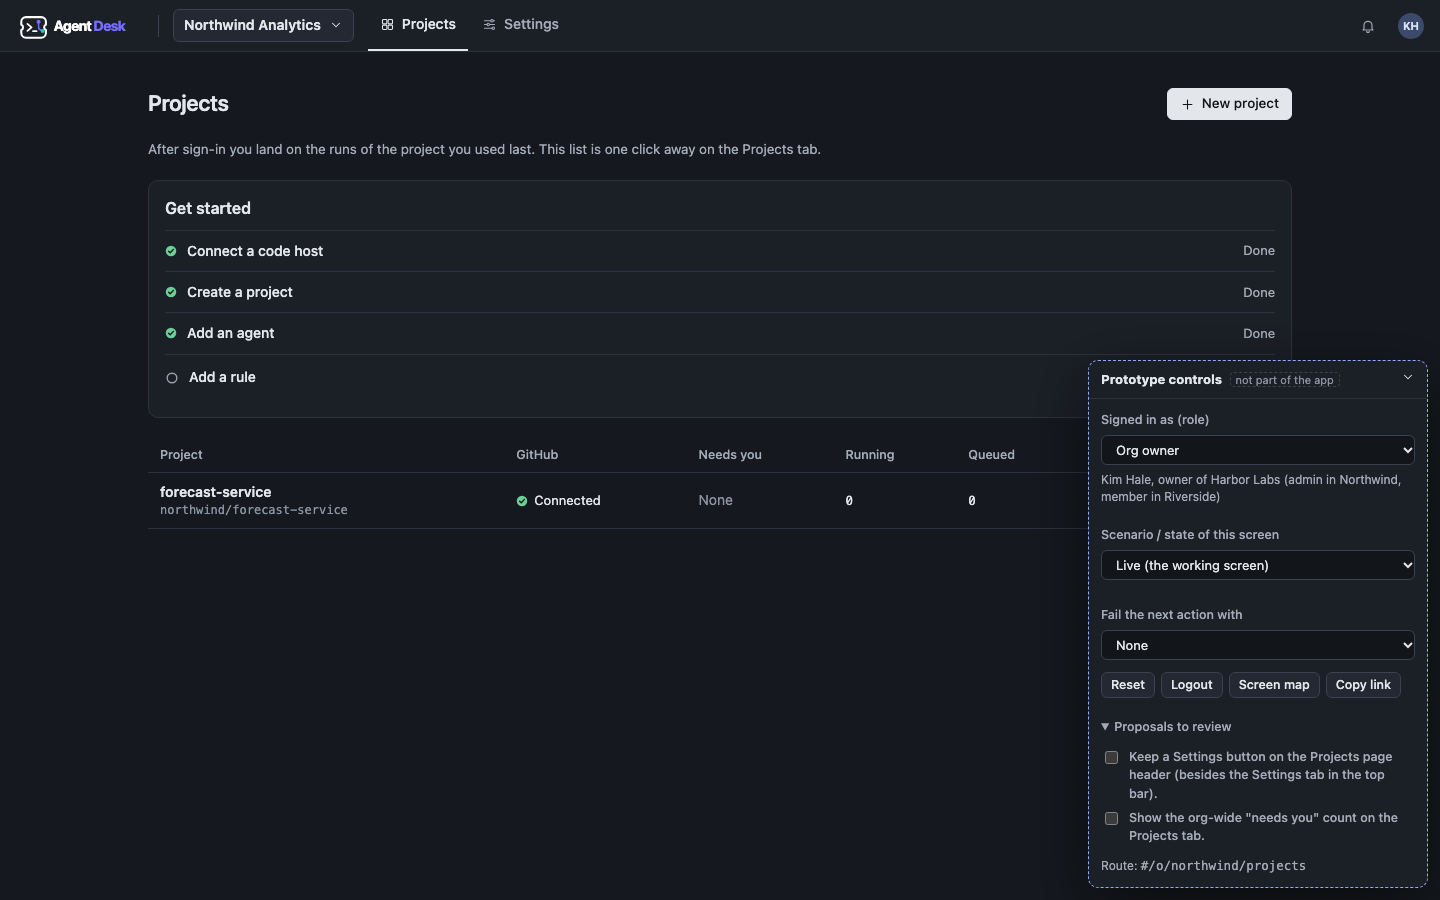 AgentDesk
Northwind Analytics
Projects
Settings
KH
Projects
New project
After sign-in you land on the runs of the project you used last. This list is one click away on the Projects tab.
Get started
Connect a code host
Done
Create a project
Done
Add an agent
Done
Add a rule
Project
GitHub
Needs you
Running
Queued
forecast-service
northwind/forecast-service
Connected
None
0
0
Prototype controls
not part of the app
Signed in as (role)
Org owner
Kim Hale, owner of Harbor Labs (admin in Northwind,
member in Riverside)
Scenario / state of this screen
Live (the working screen)
Fail the next action with
None
Reset
Logout
Screen map
Copy link
Proposals to review
Keep a Settings button on the Projects page
header (besides the Settings tab in the top
bar).
Show the org-wide "needs you" count on the
Projects tab.
Route: #/o/northwind/projects